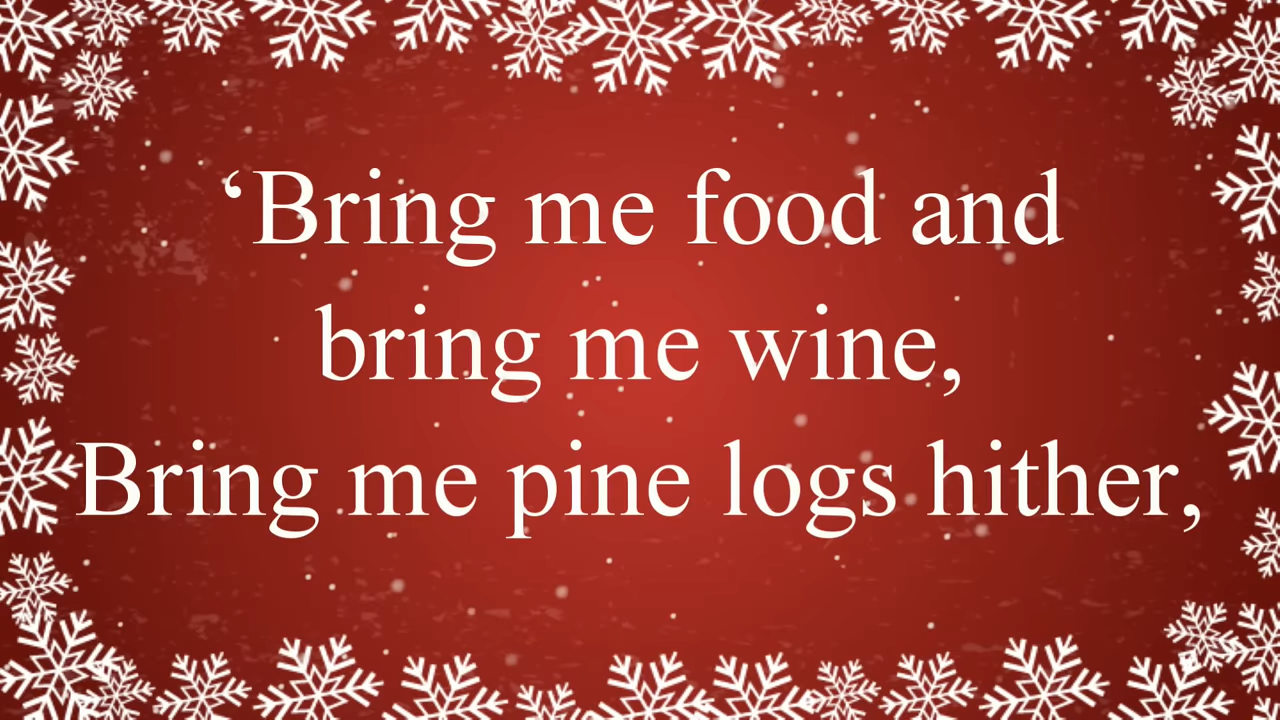 ‘Bring me food and
bring me wine,
Bring me pine logs hither,